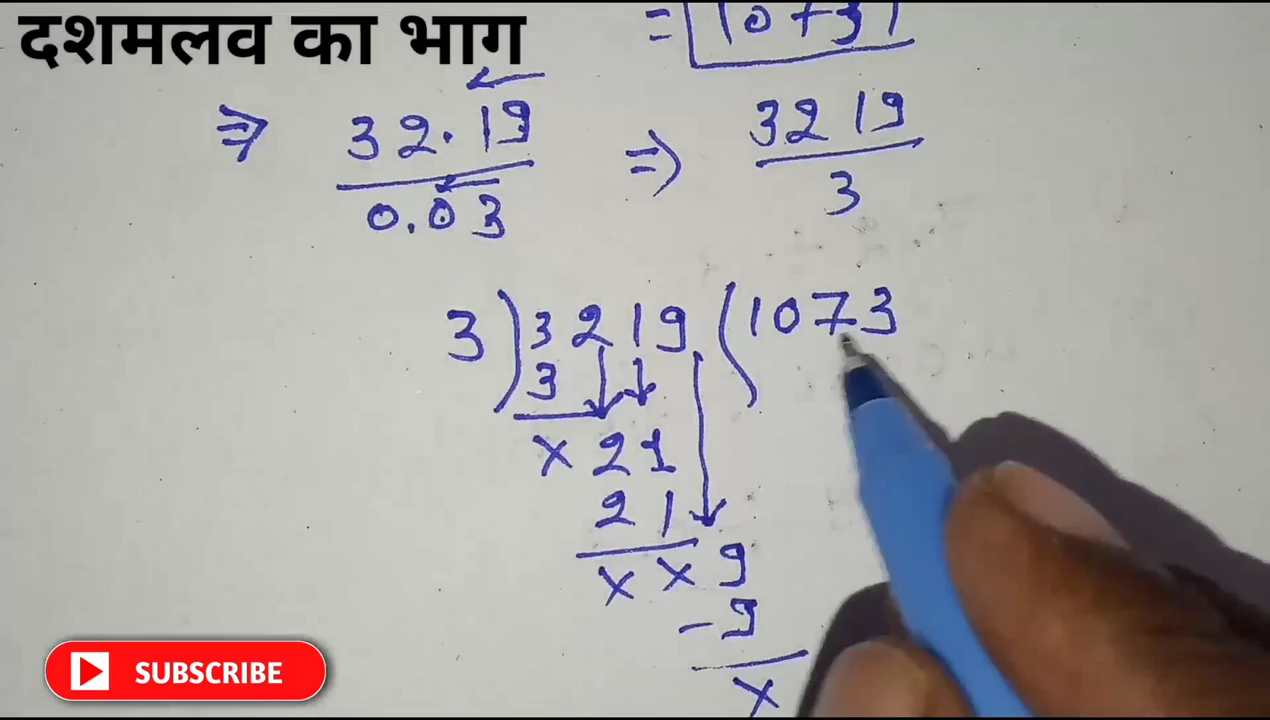 दशमलव का भाग
=
⇒ 32.19 / 0.03 ⇒ 3219 / 3
3 ) 3219 ( 1073
3
x 21
21
x x 9
- 9
x
SUBSCRIBE